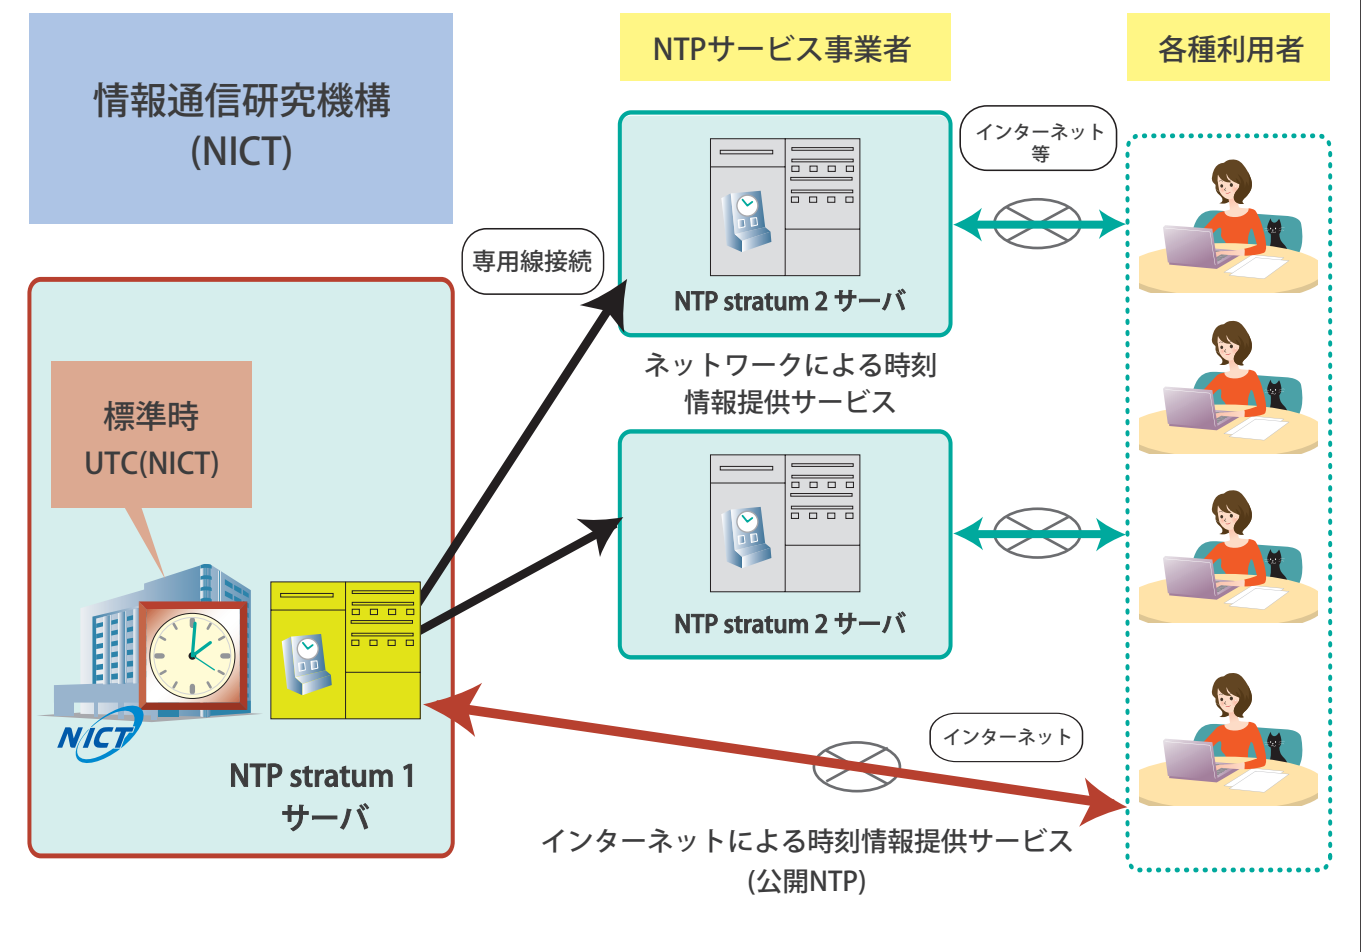 情報通信研究機構
(NICT)
NTPサービス事業者
各種利用者
インターネット
等
専用線接続
NTP stratum 2 サーバ
ネットワークによる時刻
情報提供サービス
標準時
UTC(NICT)
NTP stratum 2 サーバ
NICT
NTP stratum 1
サーバ
インターネット
インターネットによる時刻情報提供サービス
(公開NTP)